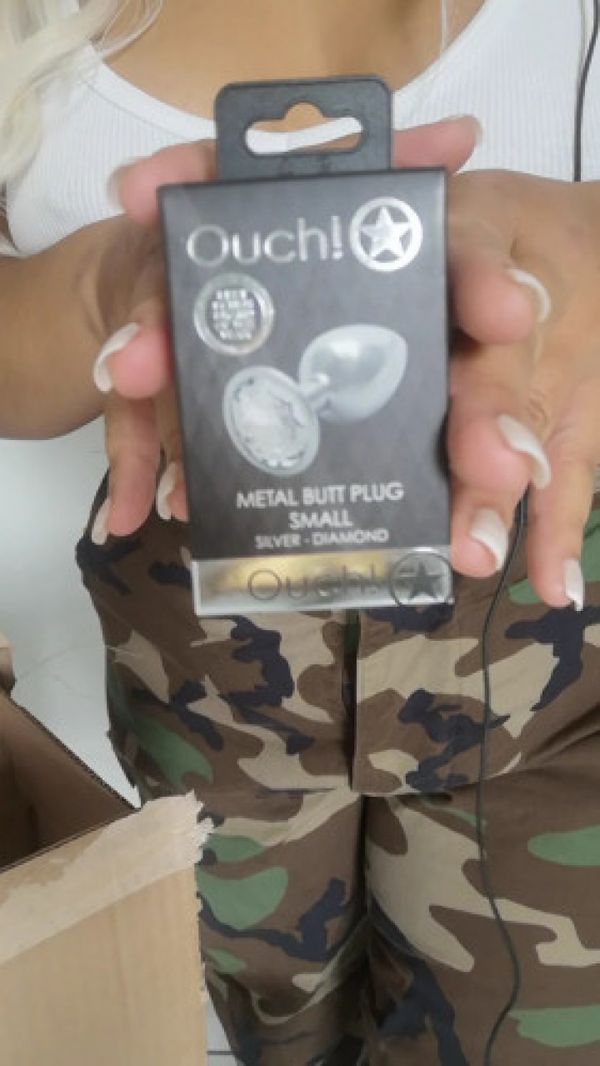 Ouch!
METAL BUTT PLUG
SMALL
SILVER - DIAMOND
Ouch!